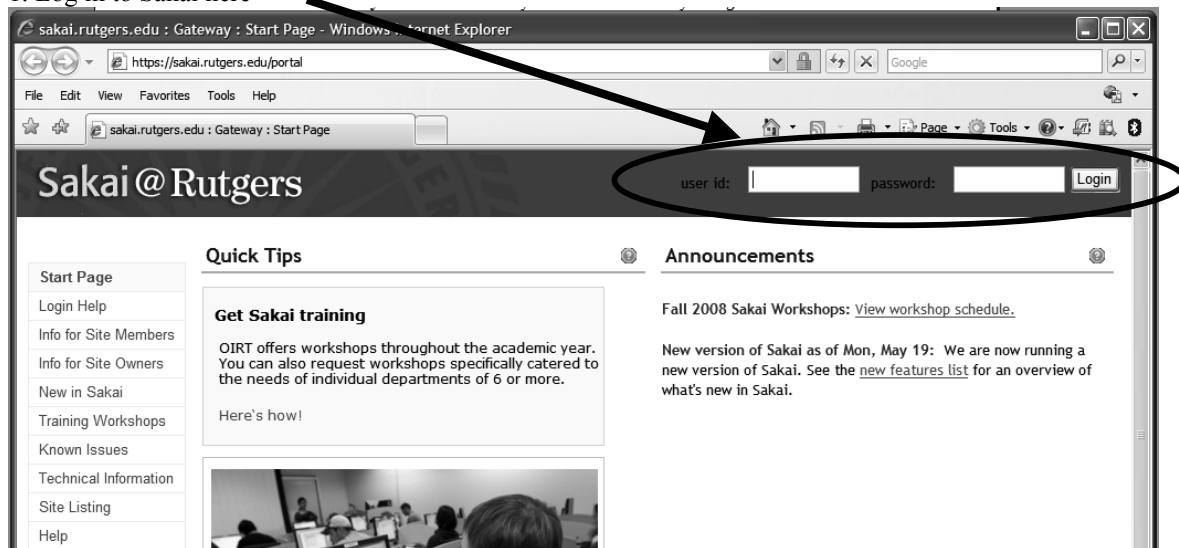 1. Log in to Sakai here
sakai.rutgers.edu : Gateway : Start Page - Windows Internet Explorer
https://sakai.rutgers.edu/portal
Google
File Edit View Favorites Tools Help
sakai.rutgers.edu : Gateway : Start Page
Page Tools
Sakai@Rutgers
user id: password: Login
Start Page
Login Help
Info for Site Members
Info for Site Owners
New in Sakai
Training Workshops
Known Issues
Technical Information
Site Listing
Help
Quick Tips
Get Sakai training
OIRT offers workshops throughout the academic year.
You can also request workshops specifically catered to
the needs of individual departments of 6 or more.
Here's how!
Announcements
Fall 2008 Sakai Workshops: View workshop schedule.
New version of Sakai as of Mon, May 19: We are now running a
new version of Sakai. See the new features list for an overview of
what's new in Sakai.